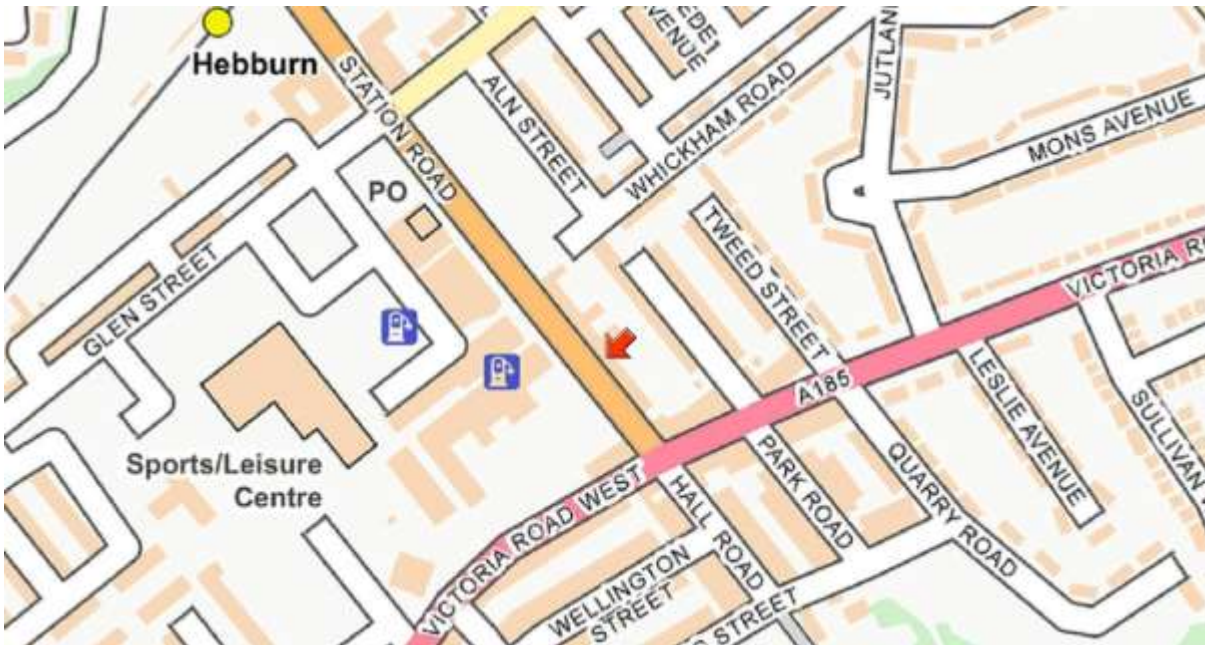 Hebburn
STATION ROAD
ALN STREET
AVENUE
WHICKHAM ROAD
MONS AVENUE
PO
TWEED STREET
GLEN STREET
VICTORIA
A185
LESLIE AVENUE
SULLIVAN
Sports/Leisure
Centre
PARK ROAD
QUARRY ROAD
HALL ROAD
VICTORIA ROAD WEST
WELLINGTON
STREET
STREET